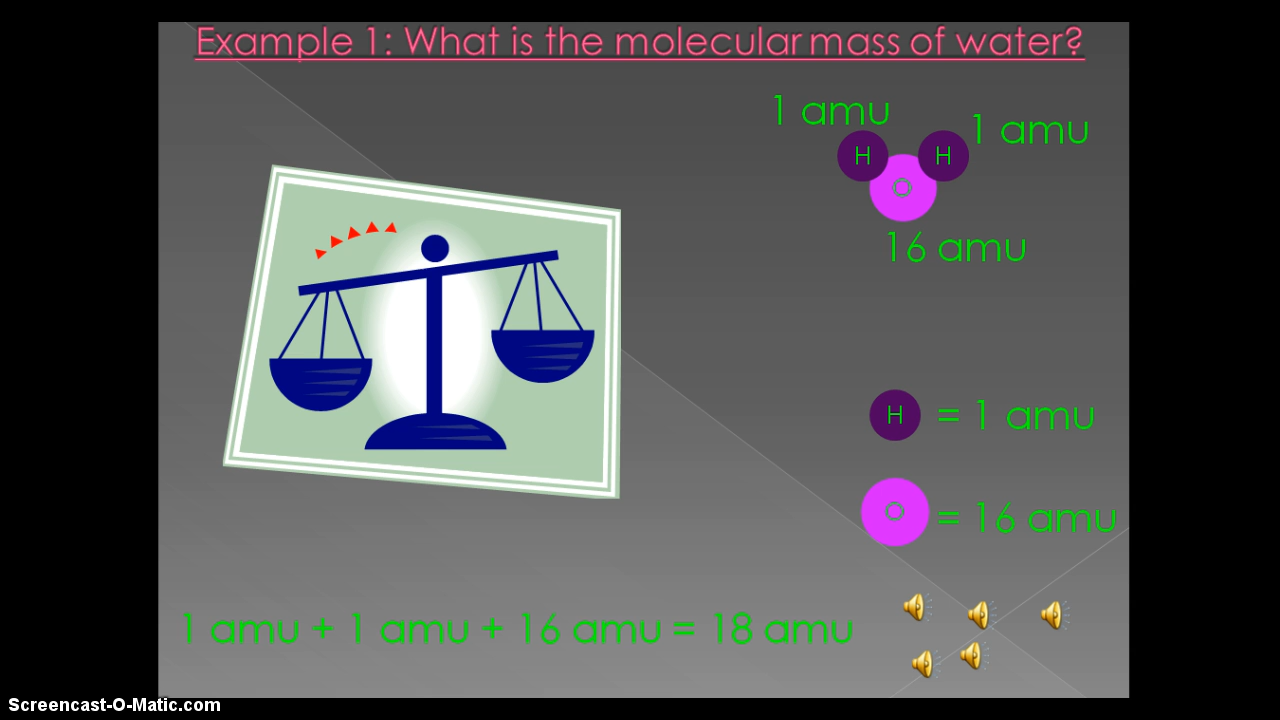 Example 1: What is the molecular mass of water?
1 amu
1 amu
H
H
O
16 amu
H = 1 amu
O = 16 amu
1 amu + 1 amu + 16 amu = 18 amu
Screencast-O-Matic.com